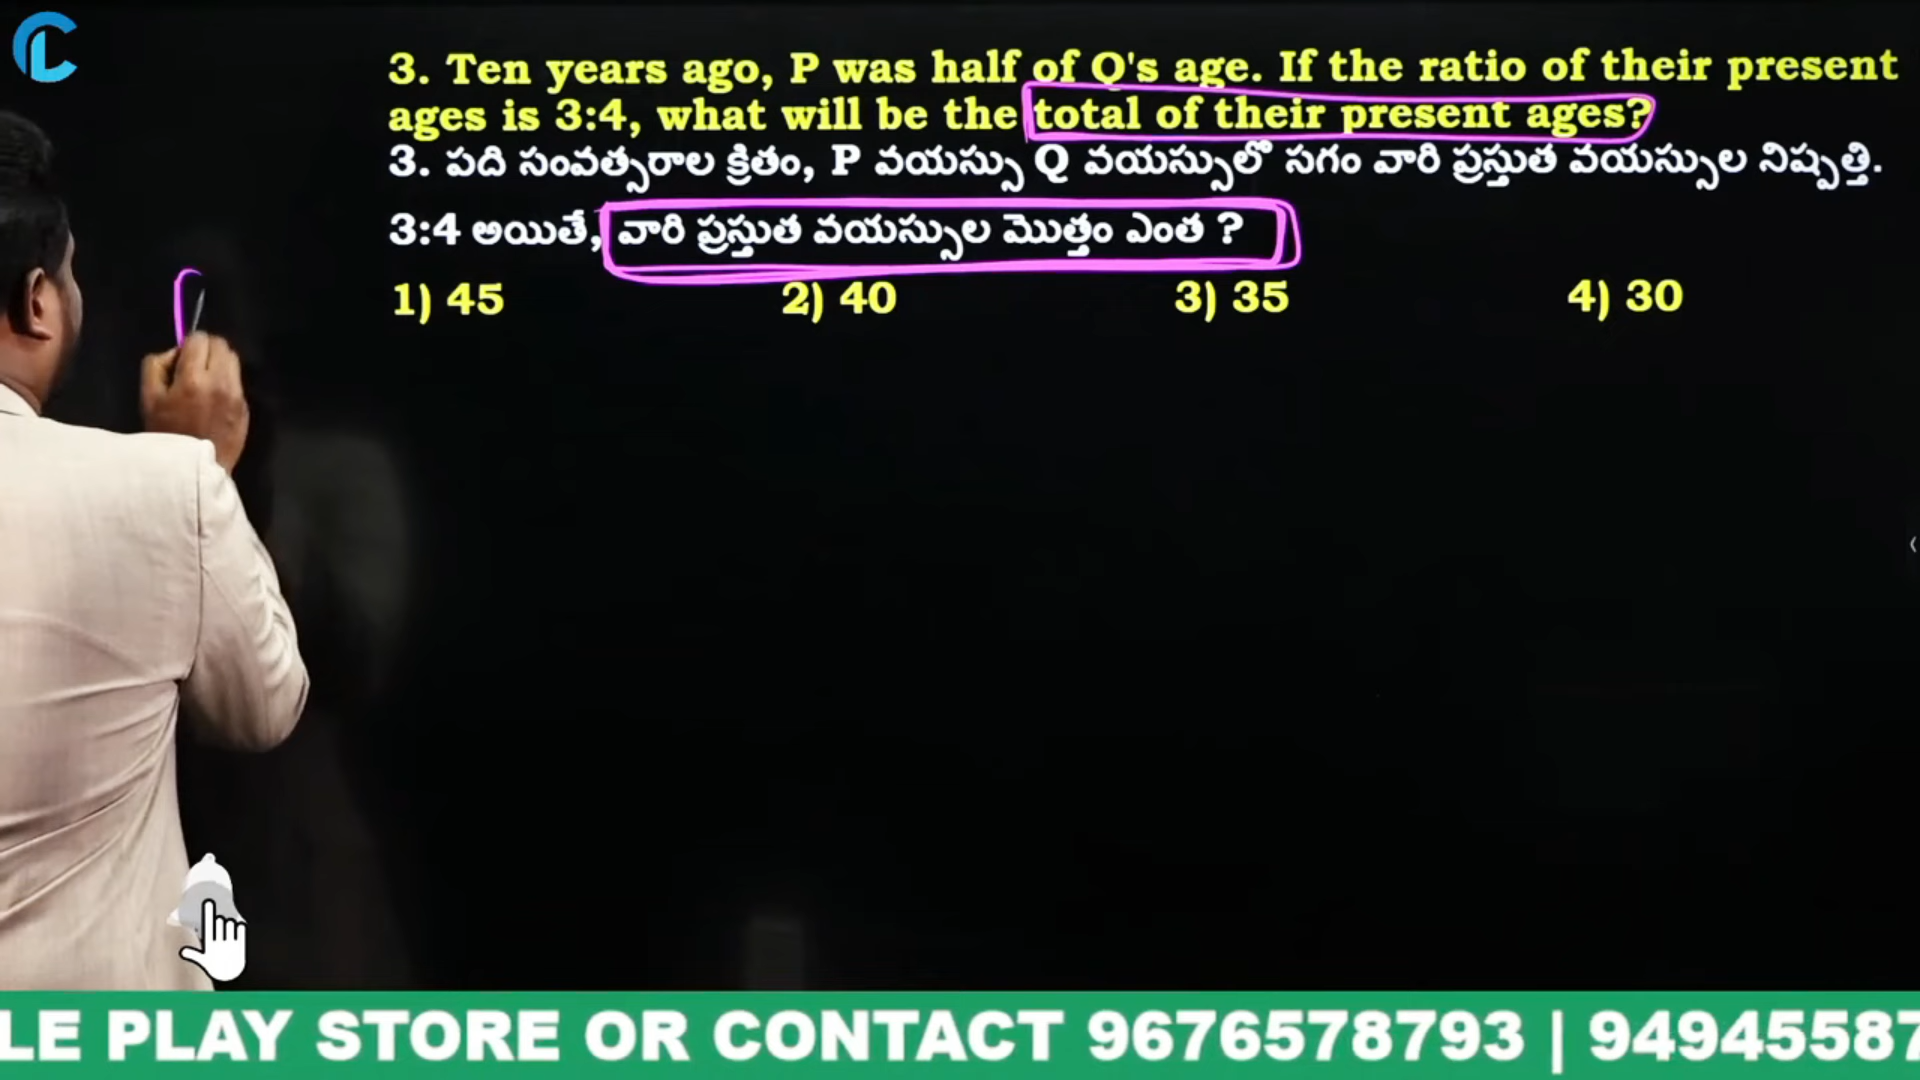 3. Ten years ago, P was half of Q's age. If the ratio of their present
ages is 3:4, what will be the total of their present ages?
3. పది సంవత్సరాల క్రితం, P వయస్సు Q వయస్సులో సగం వారి ప్రస్తుత వయస్సుల నిష్పత్తి.
3:4 అయితే, వారి ప్రస్తుత వయస్సుల మొత్తం ఎంత ?
1) 45 2) 40 3) 35 4) 30
LE PLAY STORE OR CONTACT 9676578793 | 94945587